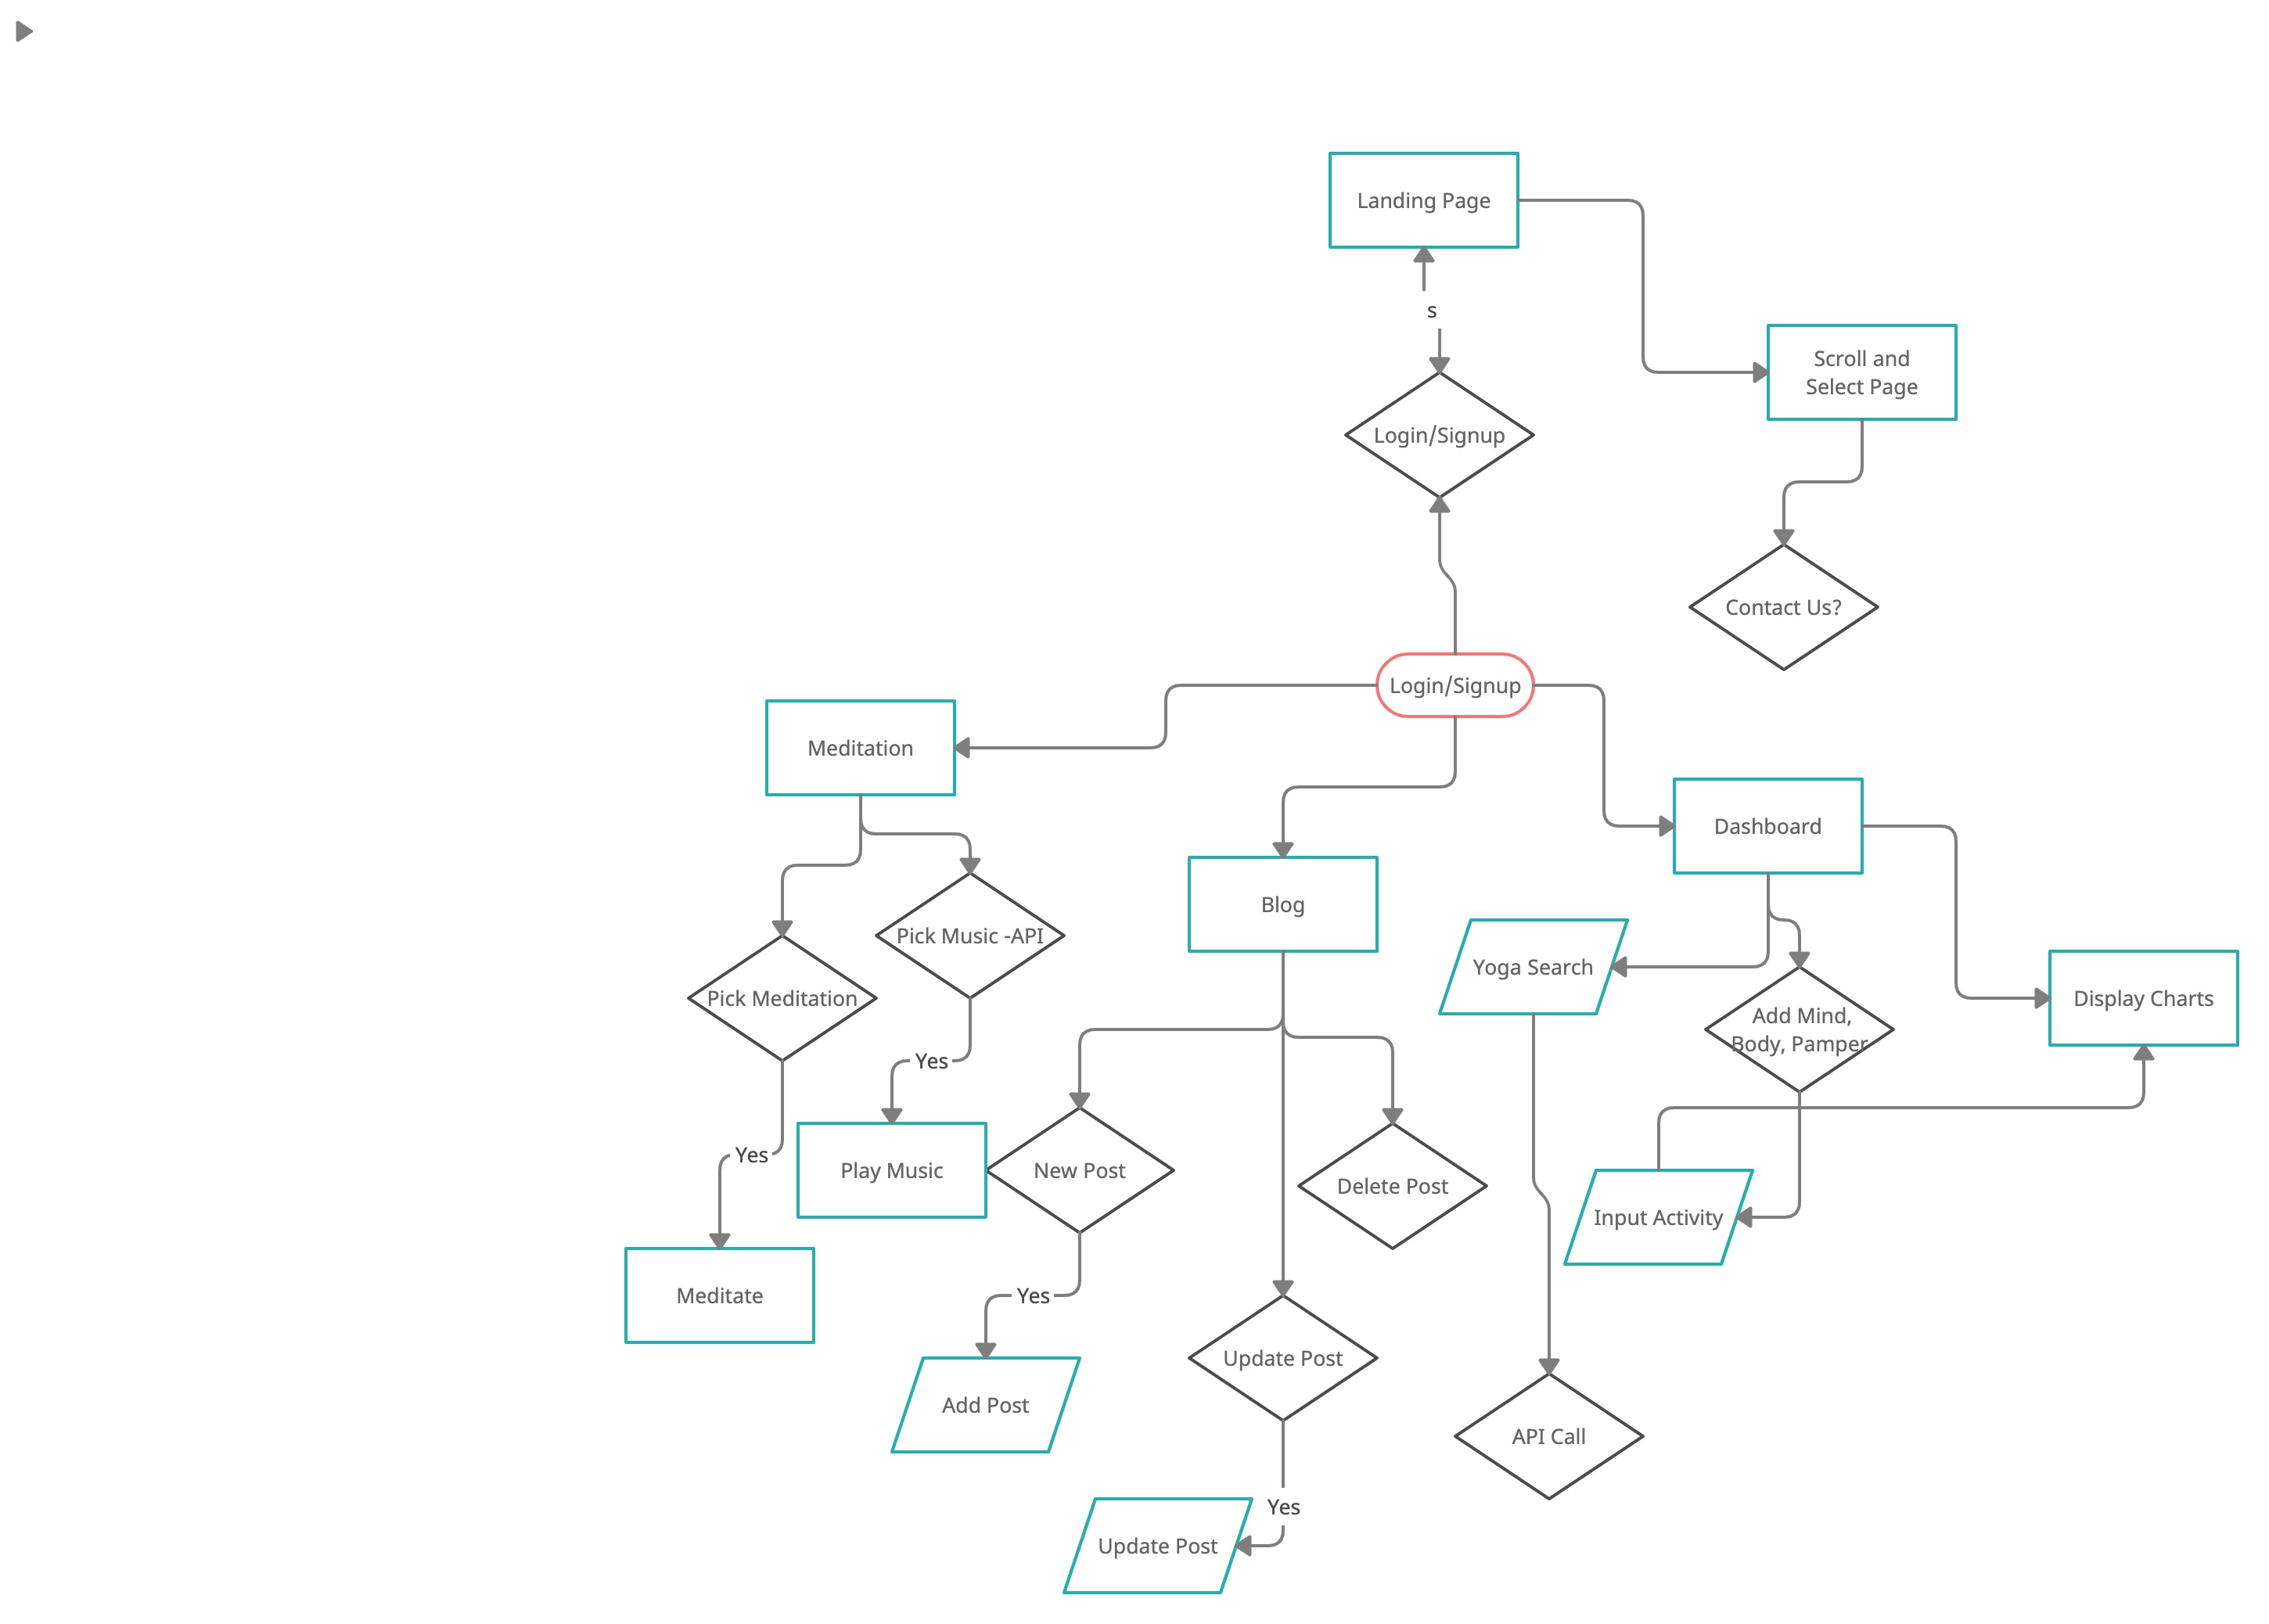 Landing Page
s
Scroll and
Select Page
Login/Signup
Contact Us?
Login/Signup
Meditation
Dashboard
Blog
Pick Music -API
Yoga Search
Pick Meditation
Display Charts
Add Mind,
Body, Pamper
Yes
Yes
Play Music
New Post
Delete Post
Input Activity
Meditate
Yes
Update Post
Add Post
API Call
Yes
Update Post